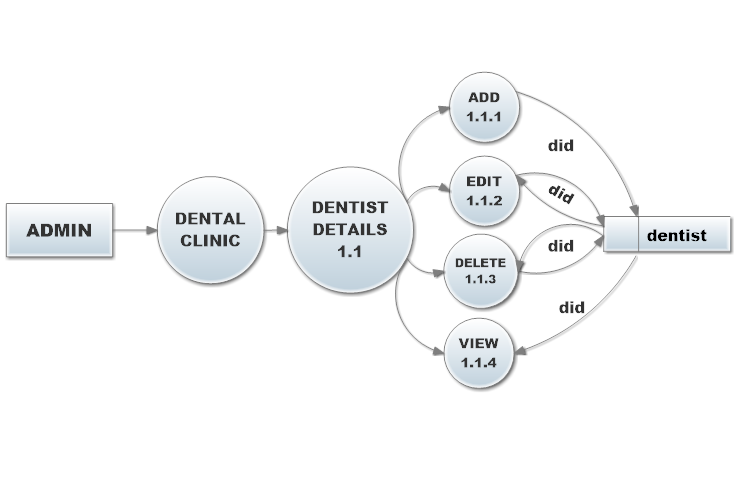 ADMIN
DENTAL
CLINIC
DENTIST
DETAILS
1.1
ADD
1.1.1
EDIT
1.1.2
DELETE
1.1.3
VIEW
1.1.4
did
did
did
did
dentist